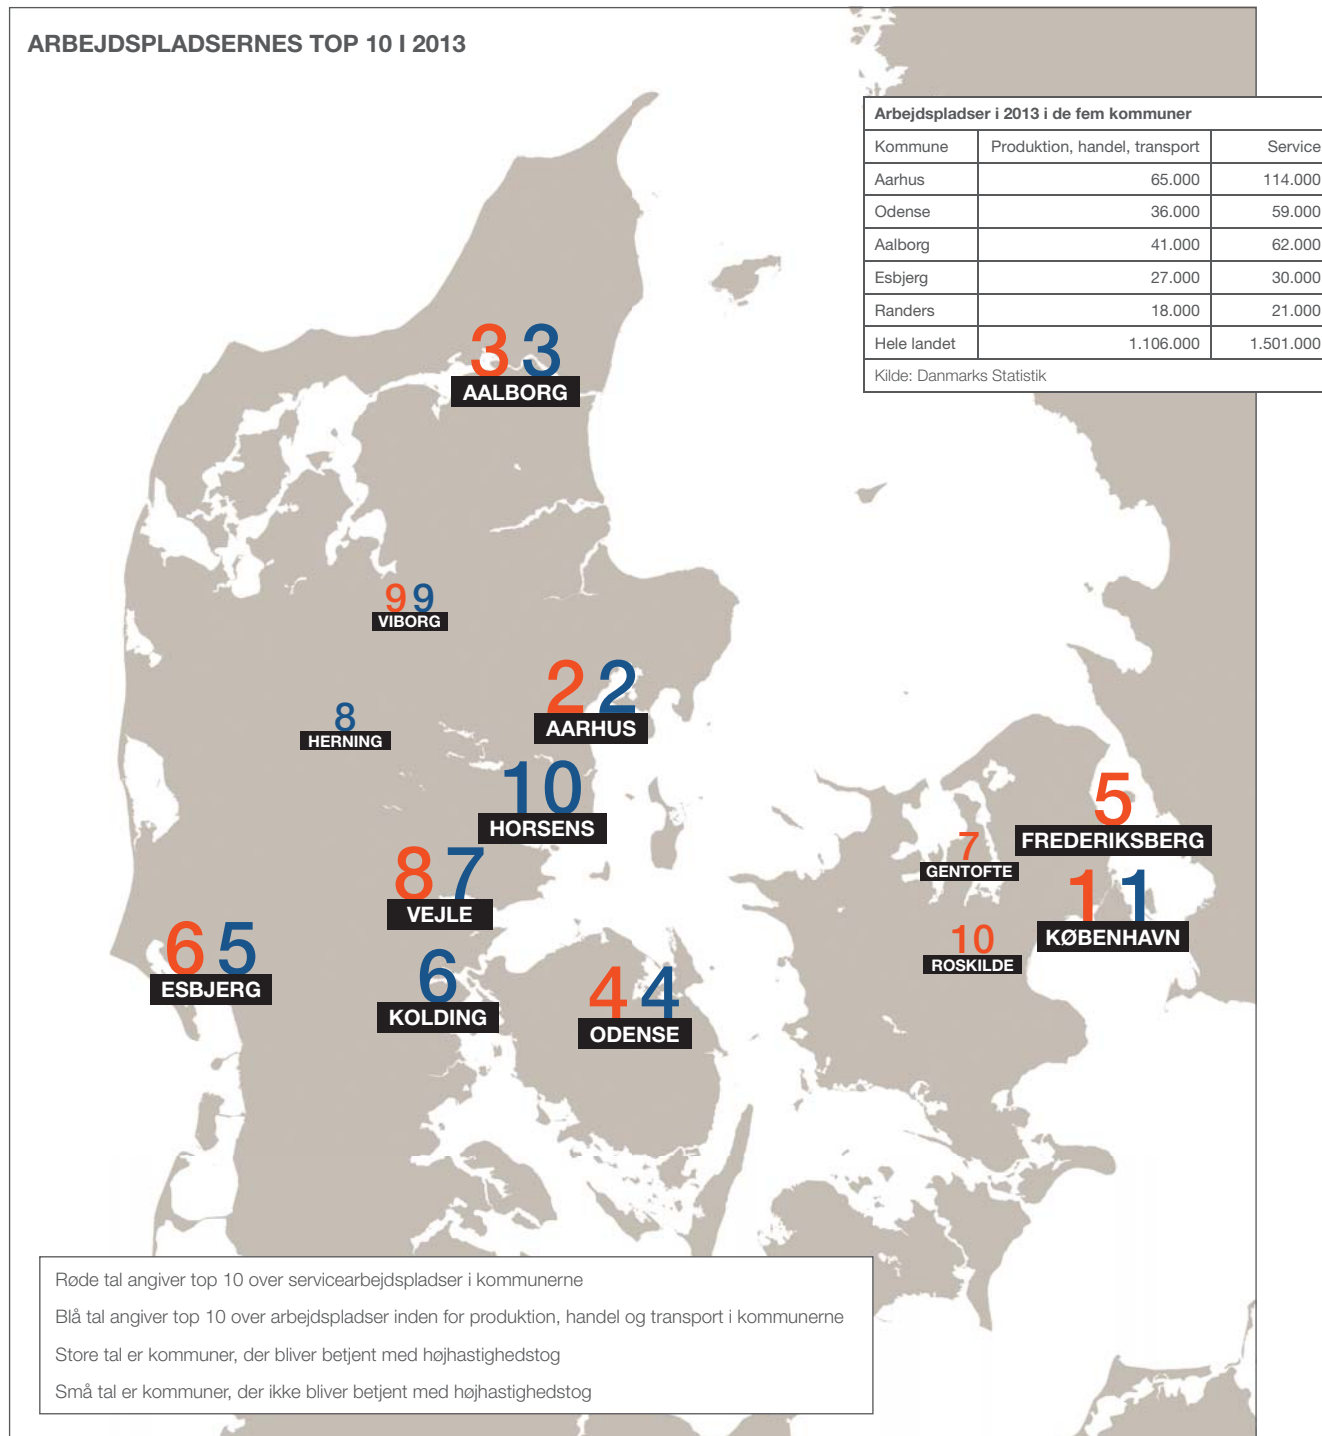 ARBEJDSPLADSERNES TOP 10 I 2013
Arbejdspladser i 2013 i de fem kommuner
Kommune Produktion, handel, transport Service
Aarhus 65.000 114.000
Odense 36.000 59.000
Aalborg 41.000 62.000
Esbjerg 27.000 30.000
Randers 18.000 21.000
Hele landet 1.106.000 1.501.000
Kilde: Danmarks Statistik
3 3
AALBORG
9 9
VIBORG
2 2
AARHUS
8
HERNING
10
HORSENS
5
FREDERIKSBERG
7
GENTOFTE
8 7
VEJLE
1 1
KØBENHAVN
6 5
ESBJERG
10
ROSKILDE
6
KOLDING
4 4
ODENSE
Røde tal angiver top 10 over servicearbejdspladser i kommunerne
Blå tal angiver top 10 over arbejdspladser inden for produktion, handel og transport i kommunerne
Store tal er kommuner, der bliver betjent med højhastighedstog
Små tal er kommuner, der ikke bliver betjent med højhastighedstog